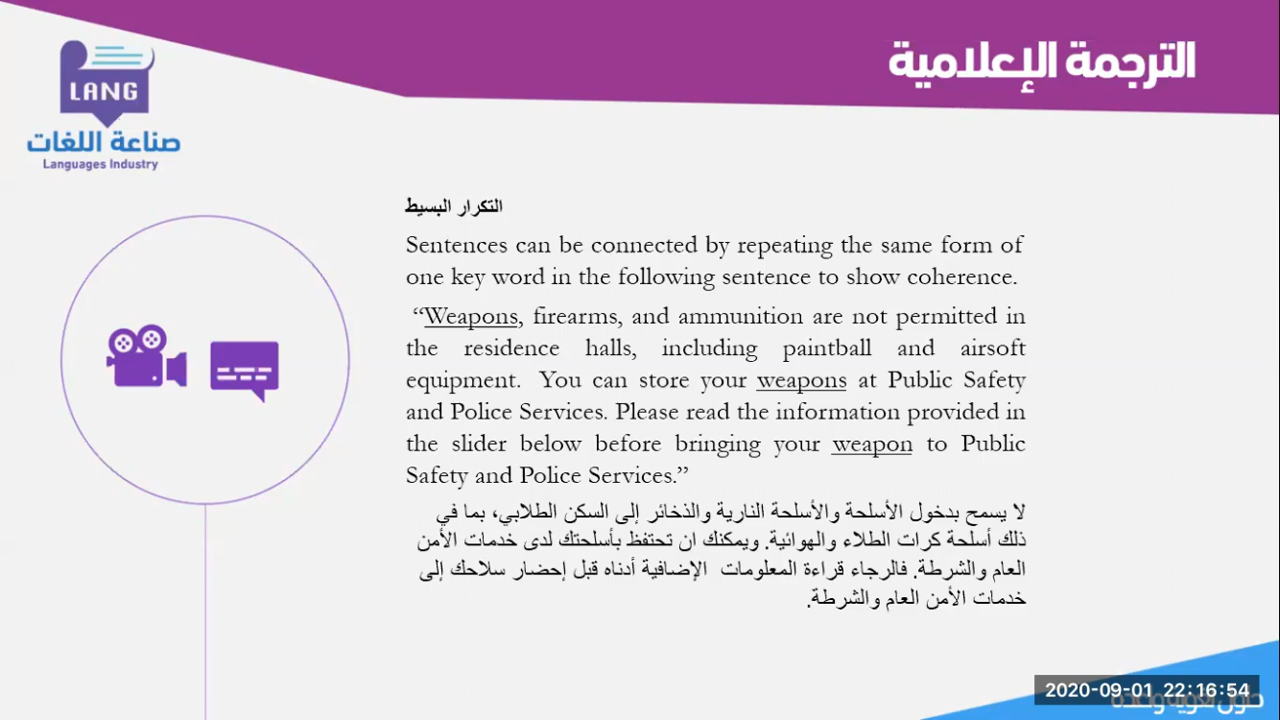 الترجمة الإعلامية
LANG
صناعة اللغات
Languages Industry
التكرار البسيط
Sentences can be connected by repeating the same form of
one key word in the following sentence to show coherence.
“Weapons, firearms, and ammunition are not permitted in
the residence halls, including paintball and airsoft
equipment. You can store your weapons at Public Safety
and Police Services. Please read the information provided in
the slider below before bringing your weapon to Public
Safety and Police Services.”
لا يسمح بدخول الأسلحة والأسلحة النارية والذخائر إلى السكن الطلابي، بما في
ذلك أسلحة كرات الطلاء والهوائية. ويمكنك ان تحتفظ بأسلحتك لدى خدمات الأمن
العام والشرطة. فالرجاء قراءة المعلومات الإضافية أدناه قبل إحضار سلاحك إلى
خدمات الأمن العام والشرطة.
2020-09-01 22:16:54